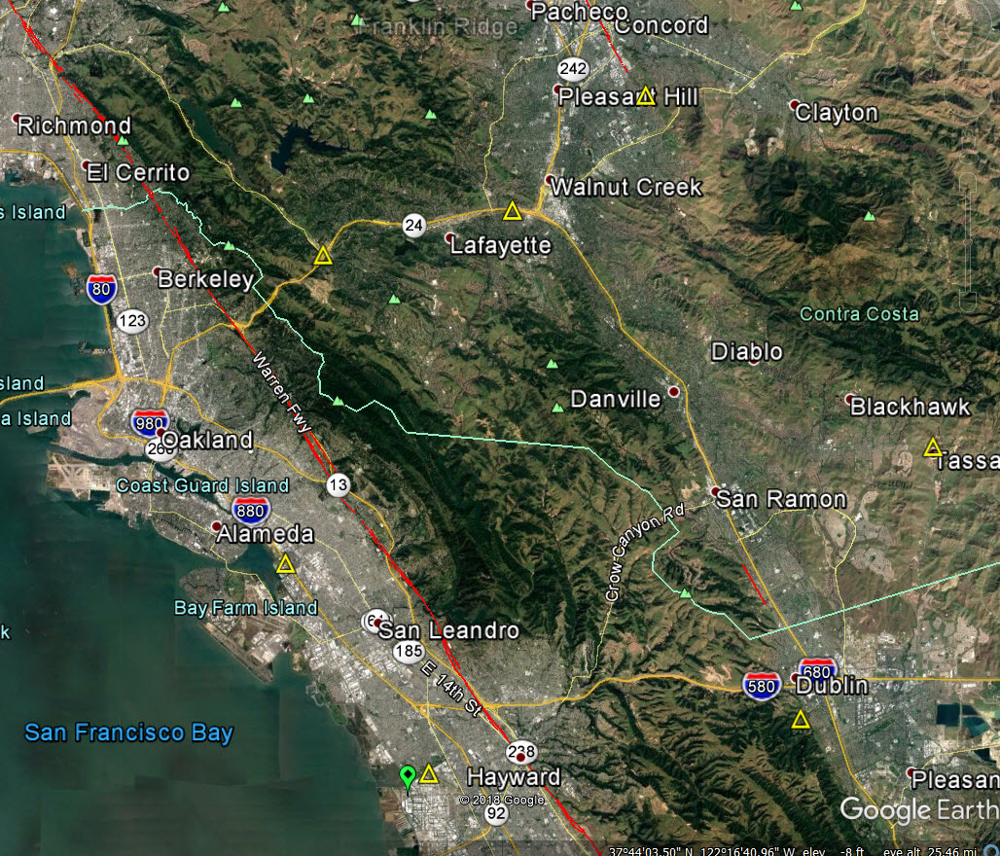 Pacheco
Concord
Franklin Ridge
242
Pleasant Hill
Clayton
Richmond
El Cerrito
Walnut Creek
s Island
24
Lafayette
Berkeley
80
123
Contra Costa
Diablo
Warren Fwy
sland
Danville
Blackhawk
a Island
980
Oakland
260
Tassa
Coast Guard Island
13
880
San Ramon
Alameda
Crow Canyon Rd
Bay Farm Island
k
San Leandro
185
E 14th St
680
580
Dublin
San Francisco Bay
238
Hayward
Pleasan
© 2018 Google
92
Google Earth
37°44'03.50" N 122°16'40.96" W elev -8 ft eye alt 25.46 mi